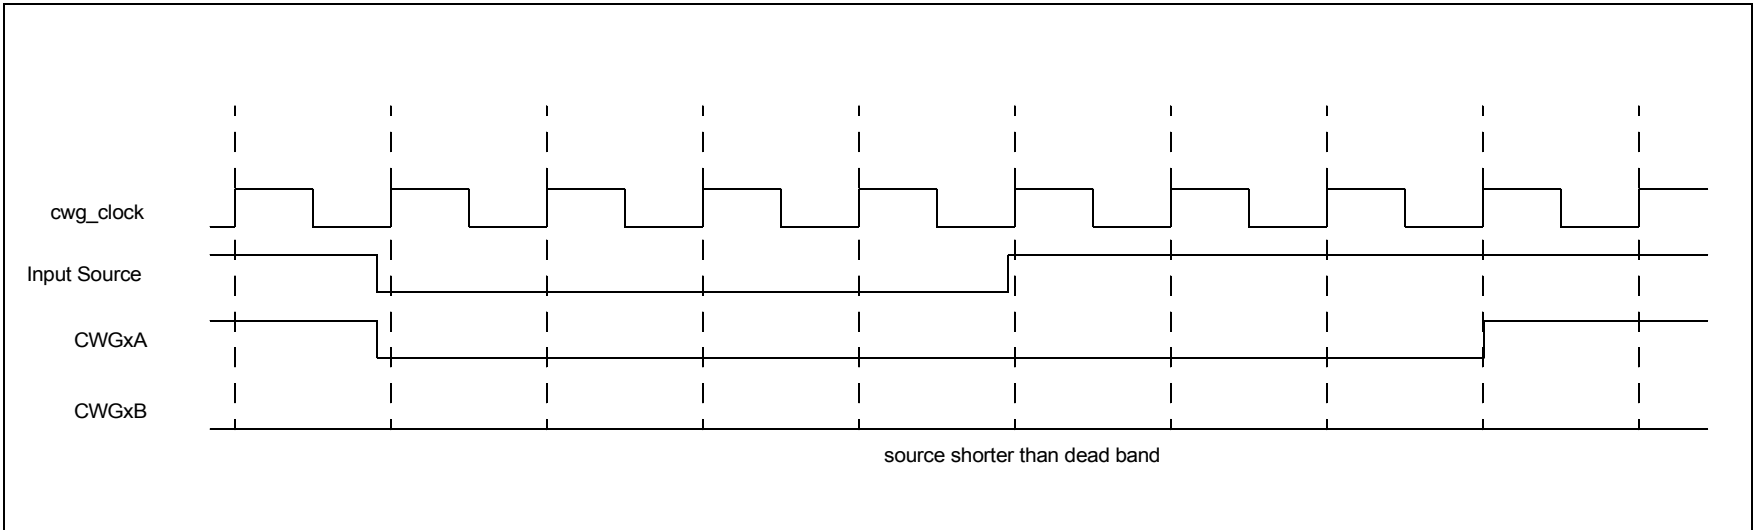 cwg_clock
Input Source
CWGxA
CWGxB
source shorter than dead band